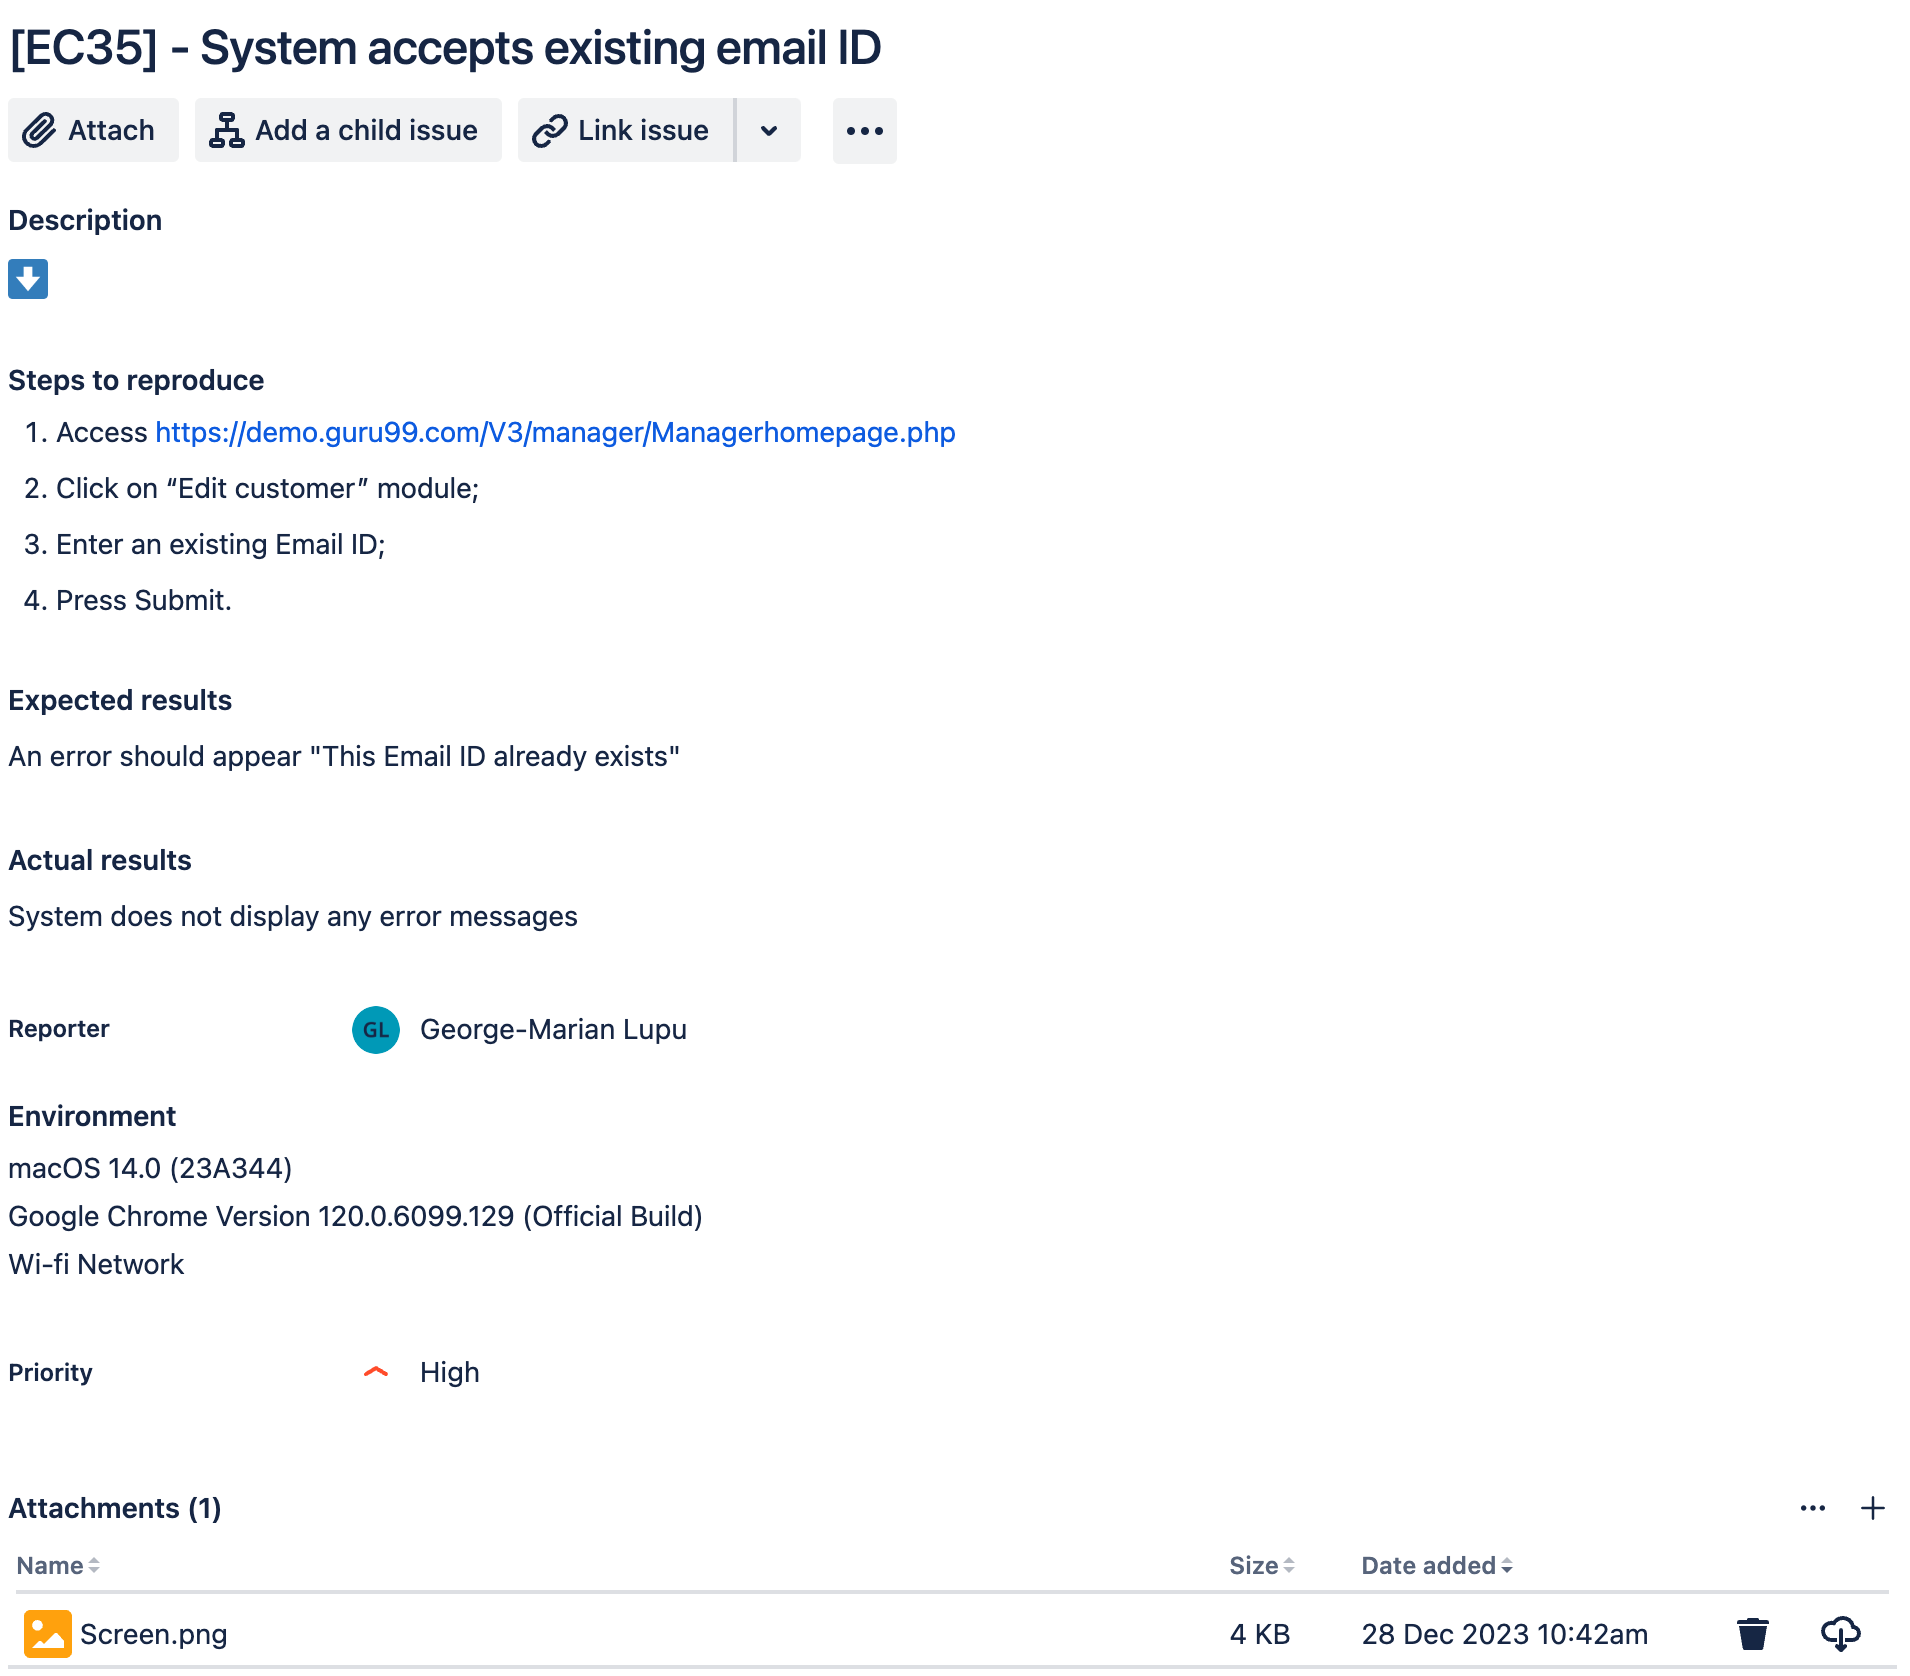 [EC35] - System accepts existing email ID
Attach
Add a child issue
Link issue
Description
Steps to reproduce
1. Access https://demo.guru99.com/V3/manager/Managerhomepage.php
2. Click on “Edit customer” module;
3. Enter an existing Email ID;
4. Press Submit.
Expected results
An error should appear "This Email ID already exists"
Actual results
System does not display any error messages
Reporter GL George-Marian Lupu
Environment
macOS 14.0 (23A344)
Google Chrome Version 120.0.6099.129 (Official Build)
Wi-fi Network
Priority High
Attachments (1)
Name Size Date added
Screen.png 4 KB 28 Dec 2023 10:42am